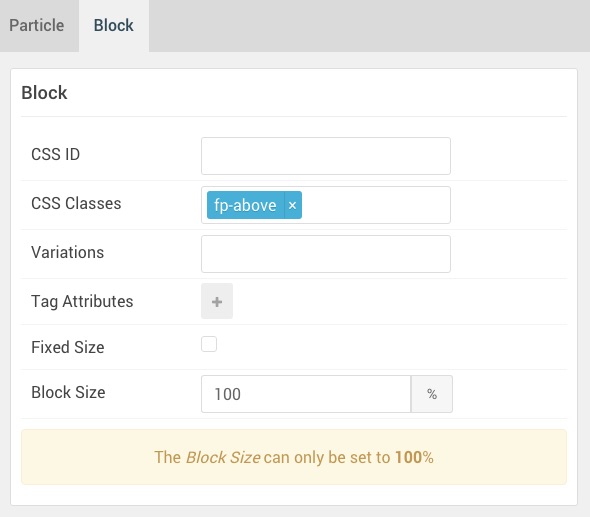 Particle Block
Block
CSS ID
CSS Classes fp-above ×
Variations
Tag Attributes +
Fixed Size
Block Size 100 %
The Block Size can only be set to 100%